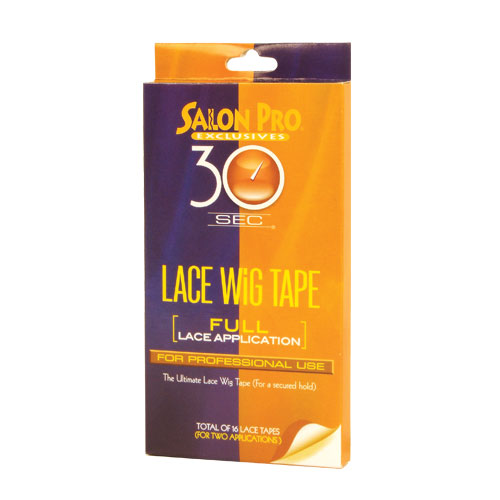 SALON PRO
EXCLUSIVES
30
SEC®
LACE WiG TAPE
[FULL
LACE APPLICATION]
FOR PROFESSIONAL USE
The Ultimate Lace Wig Tape (For a secured hold).
TOTAL OF 16 LACE TAPES
(FOR TWO APPLICATIONS)